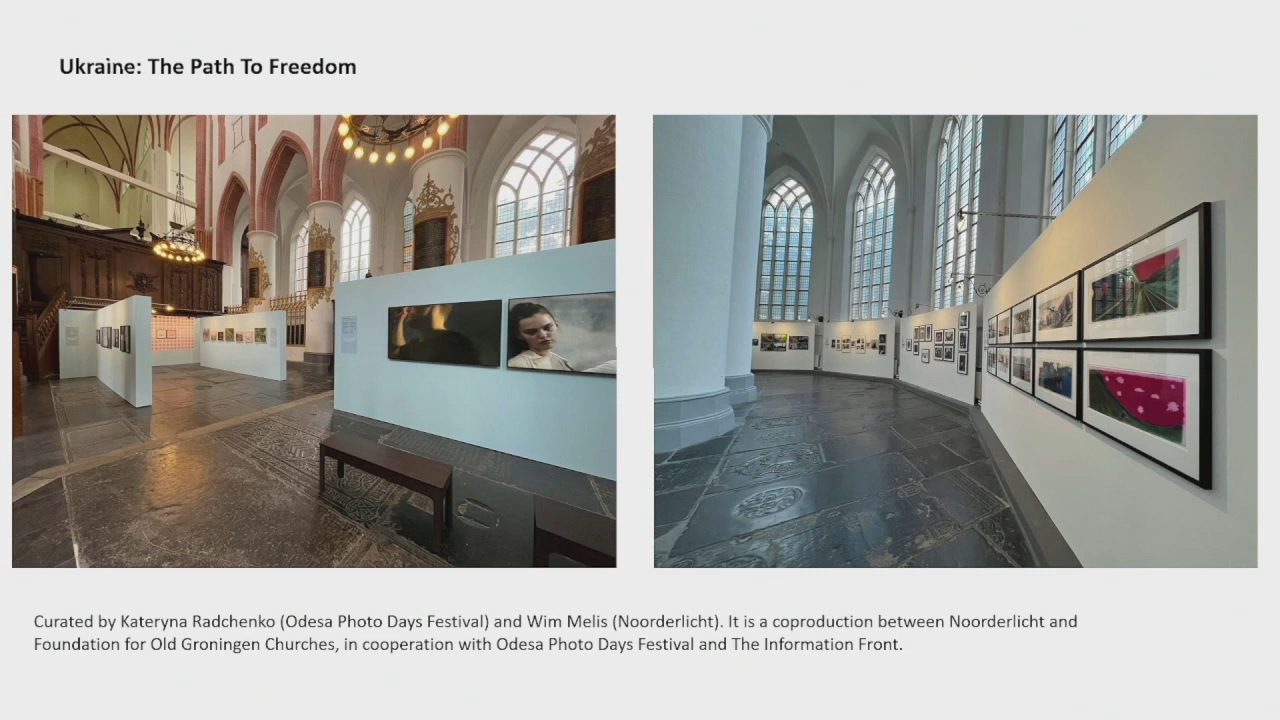 Ukraine: The Path To Freedom
Curated by Kateryna Radchenko (Odesa Photo Days Festival) and Wim Melis (Noorderlicht). It is a coproduction between Noorderlicht and
Foundation for Old Groningen Churches, in cooperation with Odesa Photo Days Festival and The Information Front.